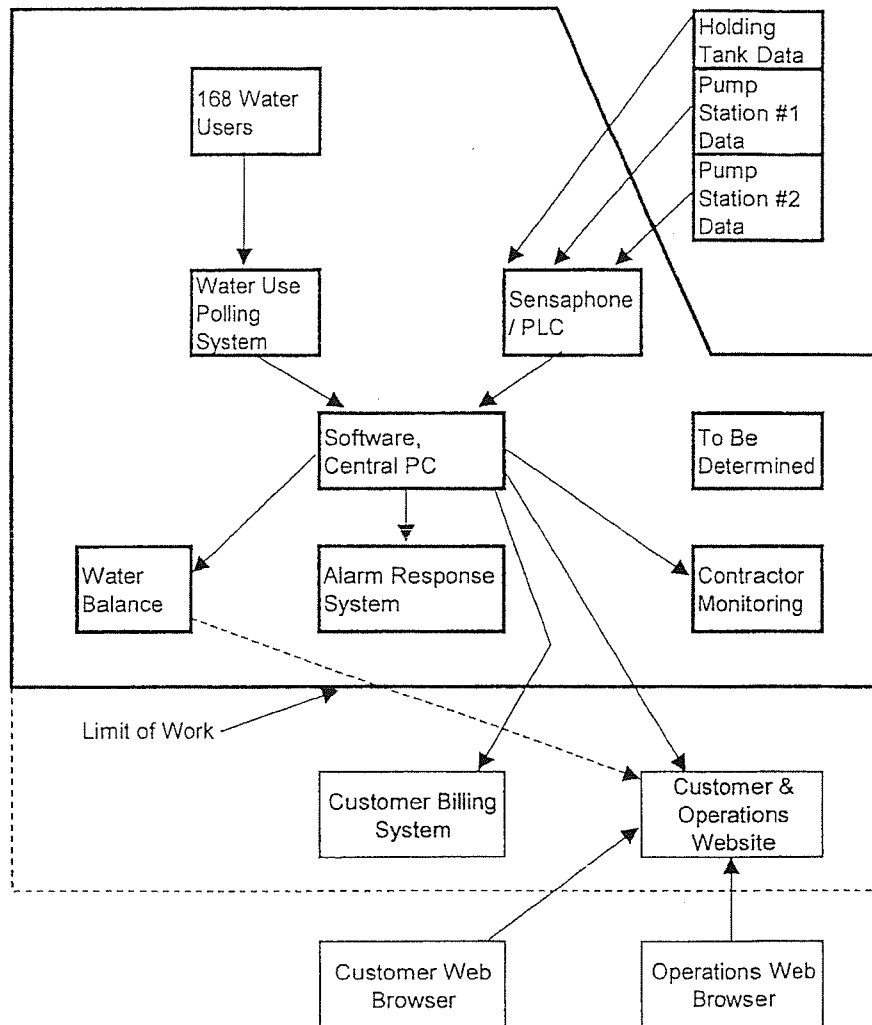 Holding
Tank Data
168 Water
Users
Pump
Station #1
Data
Pump
Station #2
Data
Water Use
Polling
System
Sensaphone
/ PLC
Software,
Central PC
To Be
Determined
Water
Balance
Alarm Response
System
Contractor
Monitoring
Limit of Work
Customer Billing
System
Customer &
Operations
Website
Customer Web
Browser
Operations Web
Browser